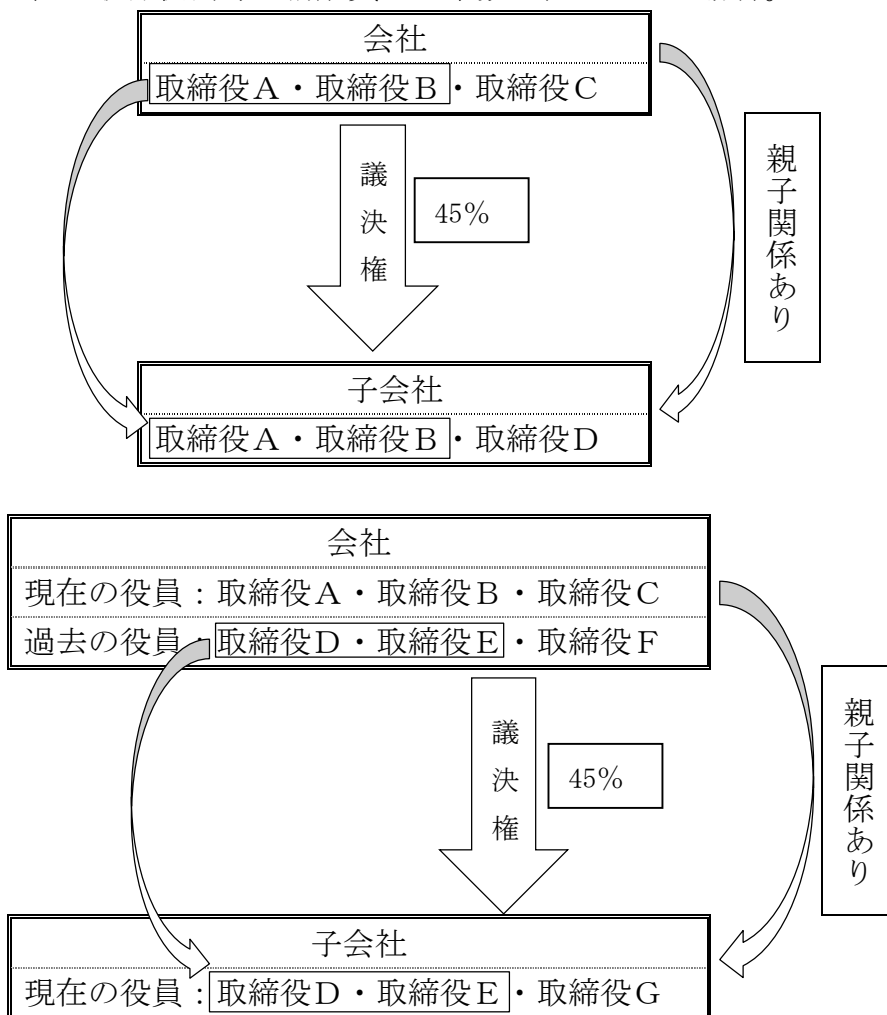 会社
取締役A・取締役B・取締役C
議決権
45%
親子関係あり
子会社
取締役A・取締役B・取締役D
会社
現在の役員：取締役A・取締役B・取締役C
過去の役員：取締役D・取締役E・取締役F
議決権
45%
親子関係あり
子会社
現在の役員：取締役D・取締役E・取締役G